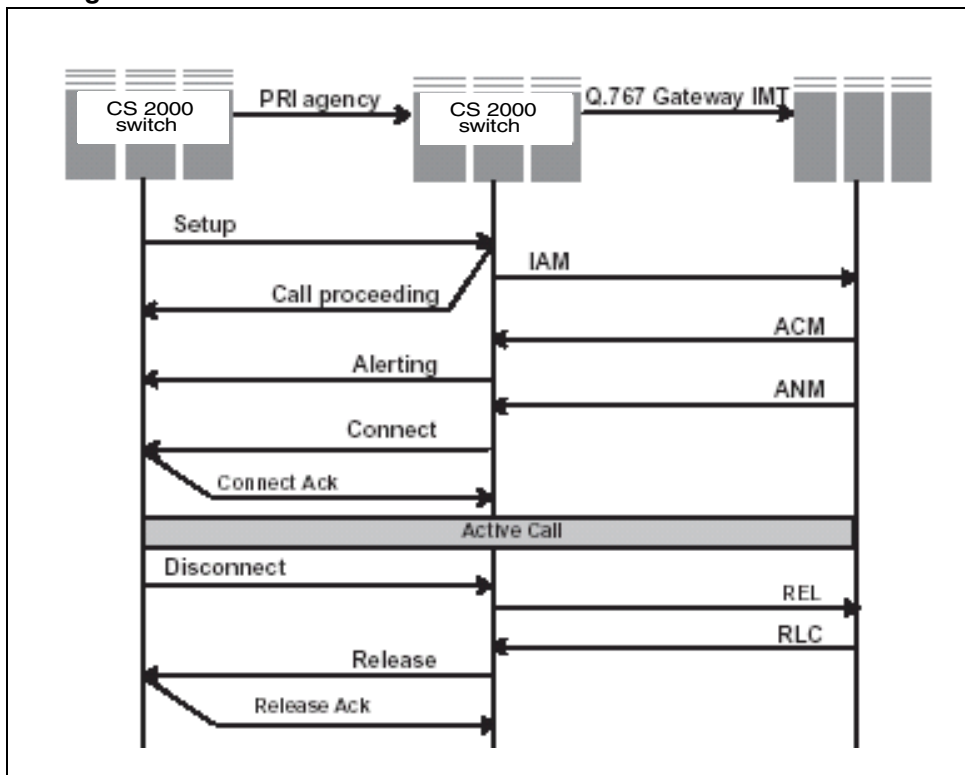 CS 2000
switch
PRI agency
CS 2000
switch
Q.767 Gateway IMT
Setup
IAM
Call proceeding
ACM
Alerting
ANM
Connect
Connect Ack
Active Call
Disconnect
REL
RLC
Release
Release Ack